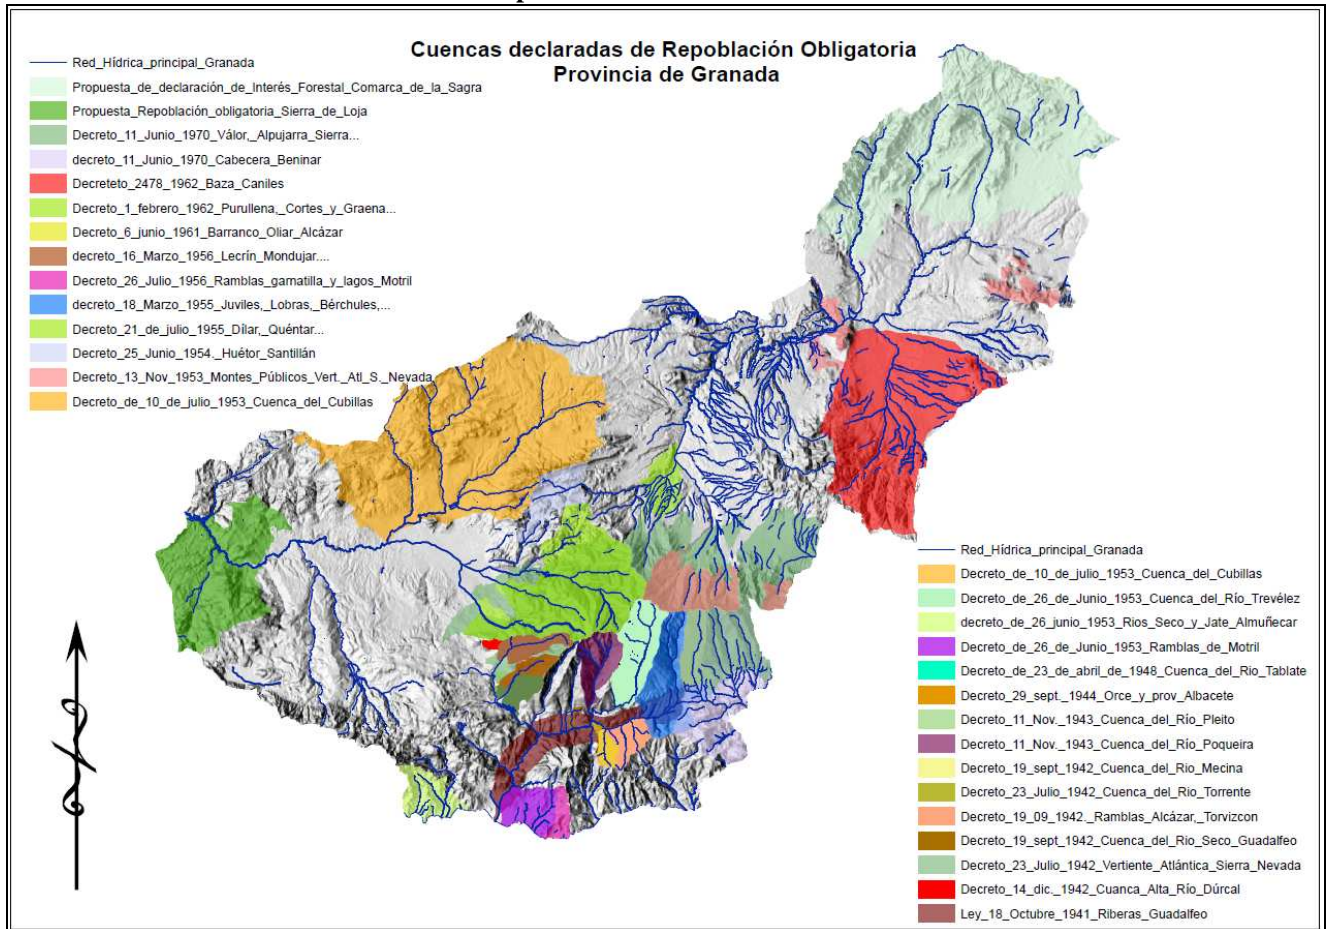 Cuencas declaradas de Repoblación Obligatoria
Provincia de Granada
Red_Hídrica_principal_Granada
Propuesta_de_declaración_de_Interés_Forestal_Comarca_de_la_Sagra
Propuesta_Repoblación_obligatoria_Sierra_de_Loja
Decreto_11_Junio_1970_Válor,_Alpujarra_Sierra...
decreto_11_Junio_1970_Cabecera_Beninar
Decreteto_2478_1962_Baza_Caniles
Decreto_1_febrero_1962_Purullena,_Cortes_y_Graena...
Decreto_6_junio_1961_Barranco_Oliar_Alcázar
decreto_16_Marzo_1956_Lecrín_Mondujar....
Decreto_26_Julio_1956_Ramblas_gamatilla_y_lagos_Motril
decreto_18_Marzo_1955_Juviles,_Lobras,_Bérchules,...
Decreto_21_de_julio_1955_Dílar,_Quéntar...
Decreto_25_Junio_1954._Huétor_Santillán
Decreto_13_Nov_1953_Montes_Públicos_Vert._Atl_S._Nevada
Decreto_de_10_de_julio_1953_Cuenca_del_Cubillas
Red_Hídrica_principal_Granada
Decreto_de_10_de_julio_1953_Cuenca_del_Cubillas
Decreto_de_26_de_Junio_1953_Cuenca_del_Río_Trevélez
decreto_de_26_junio_1953_Rios_Seco_y_Jate_Almuñecar
Decreto_de_26_de_Junio_1953_Ramblas_de_Motril
Decreto_de_23_de_abril_de_1948_Cuenca_del_Rio_Tablate
Decreto_29_sept._1944_Orce_y_prov_Albacete
Decreto_11_Nov._1943_Cuenca_del_Río_Pleito
Decreto_11_Nov._1943_Cuenca_del_Río_Poqueira
Decreto_19_sept_1942_Cuenca_del_Rio_Mecina
Decreto_23_Julio_1942_Cuenca_del_Rio_Torrente
Decreto_19_09_1942._Ramblas_Alcázar,_Torvizcon
Decreto_19_sept_1942_Cuenca_del_Rio_Seco_Guadalfeo
Decreto_23_Julio_1942_Vertiente_Atlántica_Sierra_Nevada
Decreto_14_dic._1942_Cuanca_Alta_Río_Dúrcal
Ley_18_Octubre_1941_Riberas_Guadalfeo